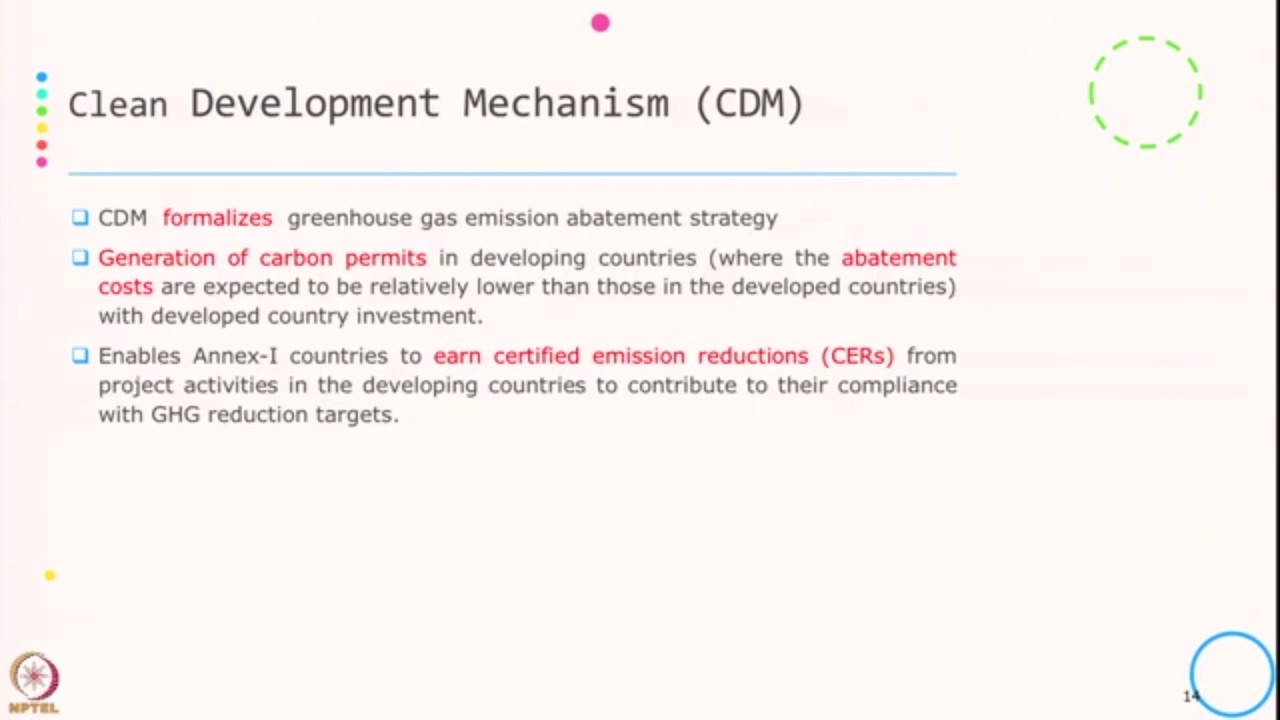 Clean Development Mechanism (CDM)
❑ CDM formalizes greenhouse gas emission abatement strategy
❑ Generation of carbon permits in developing countries (where the abatement
costs are expected to be relatively lower than those in the developed countries)
with developed country investment.
❑ Enables Annex-I countries to earn certified emission reductions (CERs) from
project activities in the developing countries to contribute to their compliance
with GHG reduction targets.
NPTEL
14